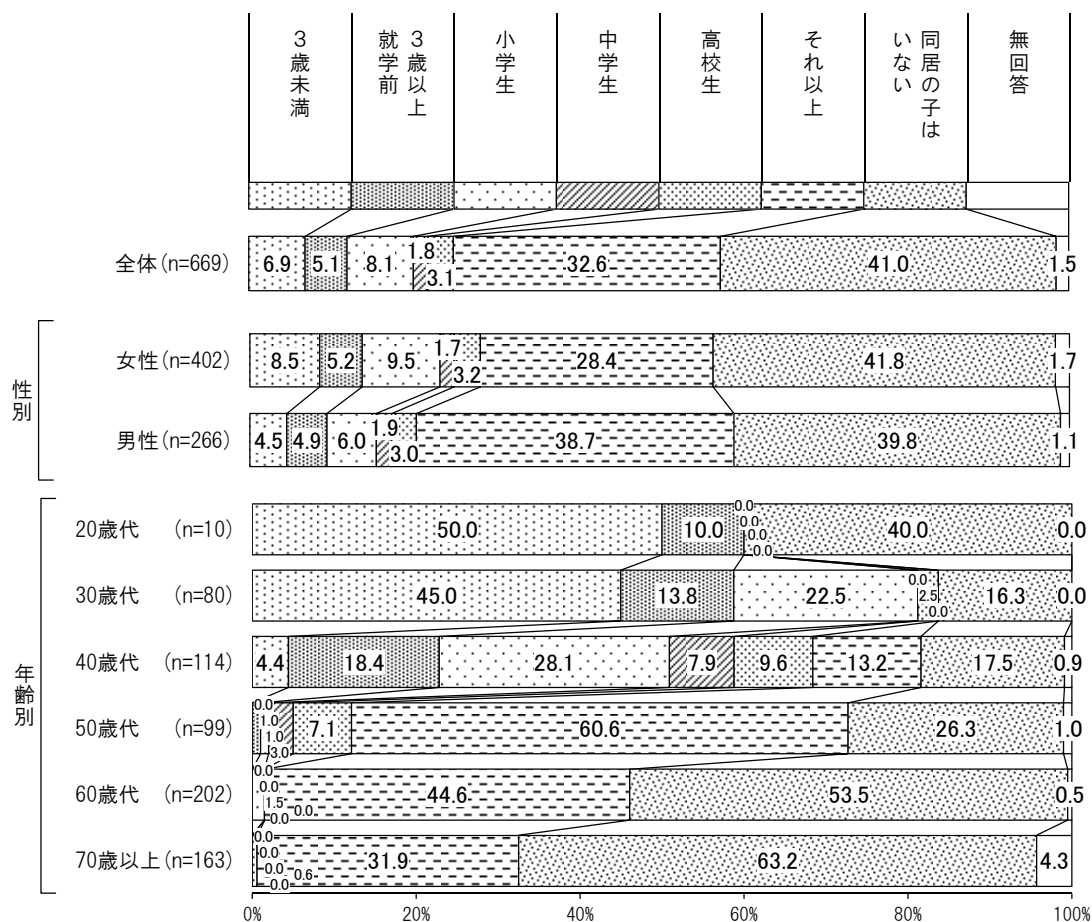 3歳未満
3歳以上
就学前
小学生
中学生
高校生
それ以上
同居の子は
いない
無回答
全体(n=669) 6.9 5.1 8.1 1.8 3.1 32.6 41.0 1.5
性別
女性(n=402) 8.5 5.2 9.5 1.7 3.2 28.4 41.8 1.7
男性(n=266) 4.5 4.9 6.0 1.9 3.0 38.7 39.8 1.1
年齢別
20歳代 (n=10) 50.0 10.0 0.0 0.0 0.0 0.0 40.0 0.0
30歳代 (n=80) 45.0 13.8 22.5 0.0 2.5 0.0 16.3 0.0
40歳代 (n=114) 4.4 18.4 28.1 7.9 9.6 13.2 17.5 0.9
50歳代 (n=99) 0.0 1.0 1.0 3.0 7.1 60.6 26.3 1.0
60歳代 (n=202) 0.0 0.0 1.5 0.0 0.0 44.6 53.5 0.5
70歳以上(n=163) 0.0 0.0 0.0 0.0 0.6 31.9 63.2 4.3
0% 20% 40% 60% 80% 100%